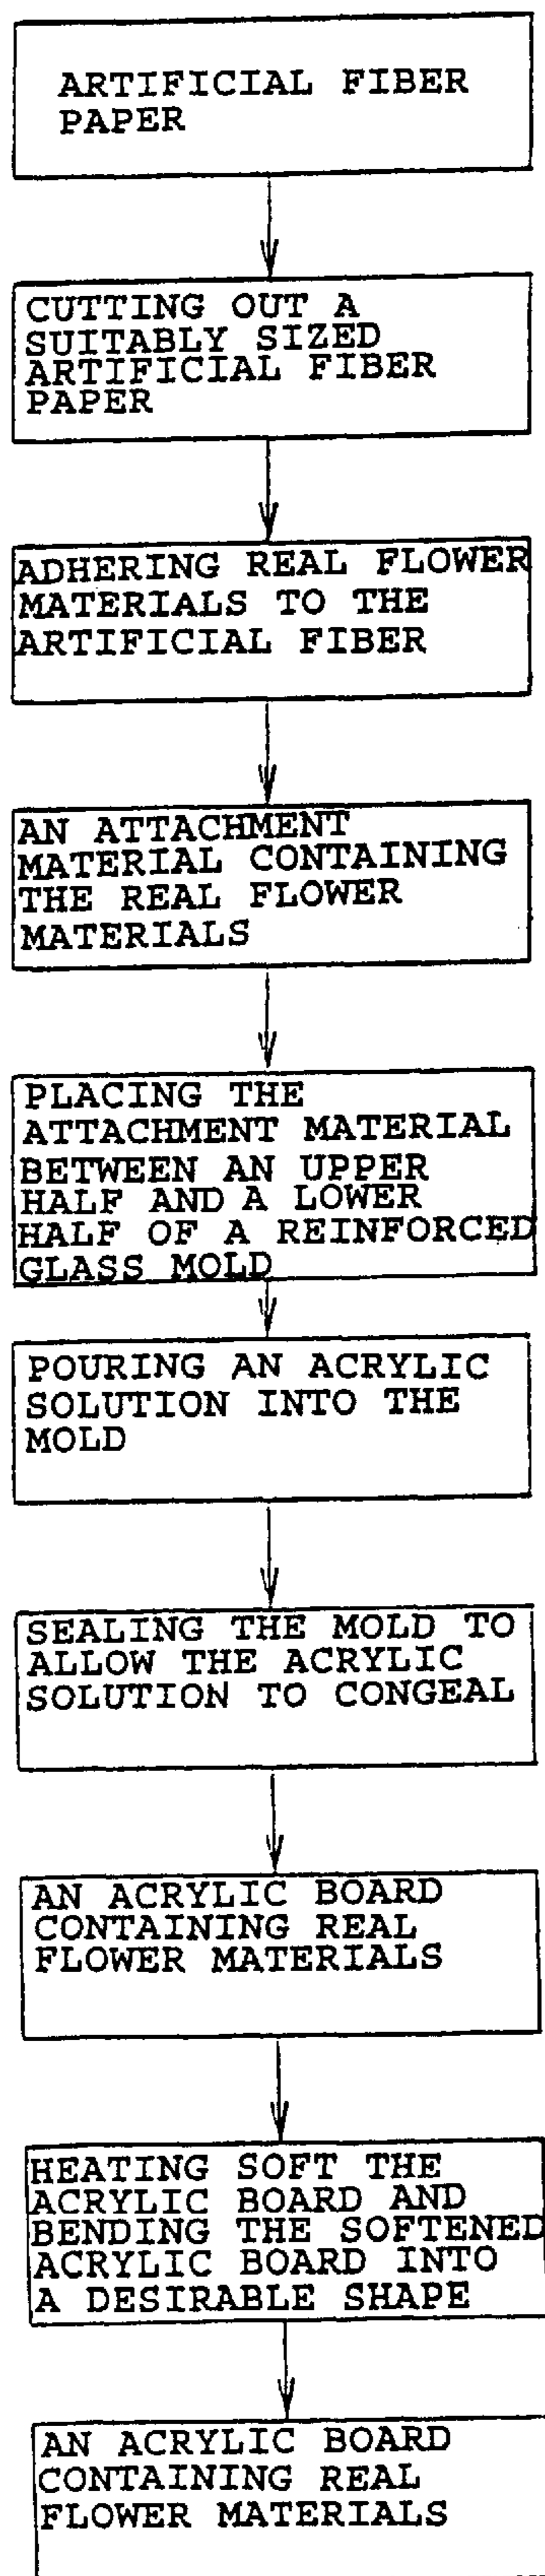 ARTIFICIAL FIBER
PAPER
CUTTING OUT A
SUITABLY SIZED
ARTIFICIAL FIBER
PAPER
ADHERING REAL FLOWER
MATERIALS TO THE
ARTIFICIAL FIBER
AN ATTACHMENT
MATERIAL CONTAINING
THE REAL FLOWER
MATERIALS
PLACING THE
ATTACHMENT MATERIAL
BETWEEN AN UPPER
HALF AND A LOWER
HALF OF A REINFORCED
GLASS MOLD
POURING AN ACRYLIC
SOLUTION INTO THE
MOLD
SEALING THE MOLD TO
ALLOW THE ACRYLIC
SOLUTION TO CONGEAL
AN ACRYLIC BOARD
CONTAINING REAL
FLOWER MATERIALS
HEATING SOFT THE
ACRYLIC BOARD AND
BENDING THE SOFTENED
ACRYLIC BOARD INTO
A DESIRABLE SHAPE
AN ACRYLIC BOARD
CONTAINING REAL
FLOWER MATERIALS